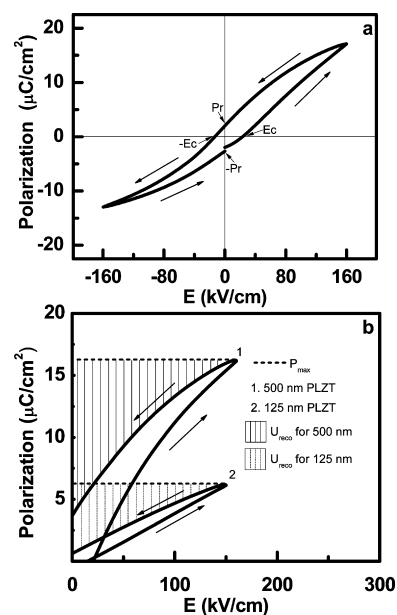 a
20
10
0
-10
-20
Polarization (μC/cm²)
Pr
-Ec
Ec
-Pr
-160 -80 0 80 160
E (kV/cm)
b
20
15
10
5
Polarization (μC/cm²)
1
2
Pmax
1. 500 nm PLZT
2. 125 nm PLZT
Ureco for 500 nm
Ureco for 125 nm
0 100 200 300
E (kV/cm)